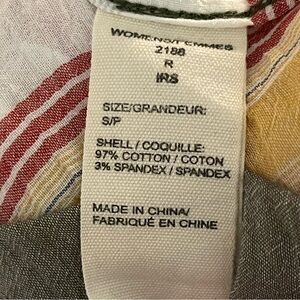 WOMENS/FEMMES
2188
R
IRS
SIZE/GRANDEUR:
S/P
SHELL / COQUILLE:
97% COTTON / COTON
3% SPANDEX / SPANDEX
MADE IN CHINA/
FABRIQUÉ EN CHINE